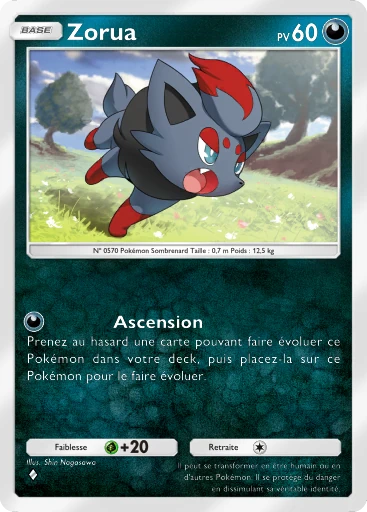 BASE Zorua PV 60
N° 0570 Pokémon Sombrenard Taille : 0,7 m Poids : 12,5 kg
Ascension
Prenez au hasard une carte pouvant faire évoluer ce
Pokémon dans votre deck, puis placez-la sur ce
Pokémon pour le faire évoluer.
Faiblesse +20 Retraite
Illus. Shin Nagasawa
Il peut se transformer en être humain ou en
d'autres Pokémon. Il se protège du danger
en dissimulant sa véritable identité.